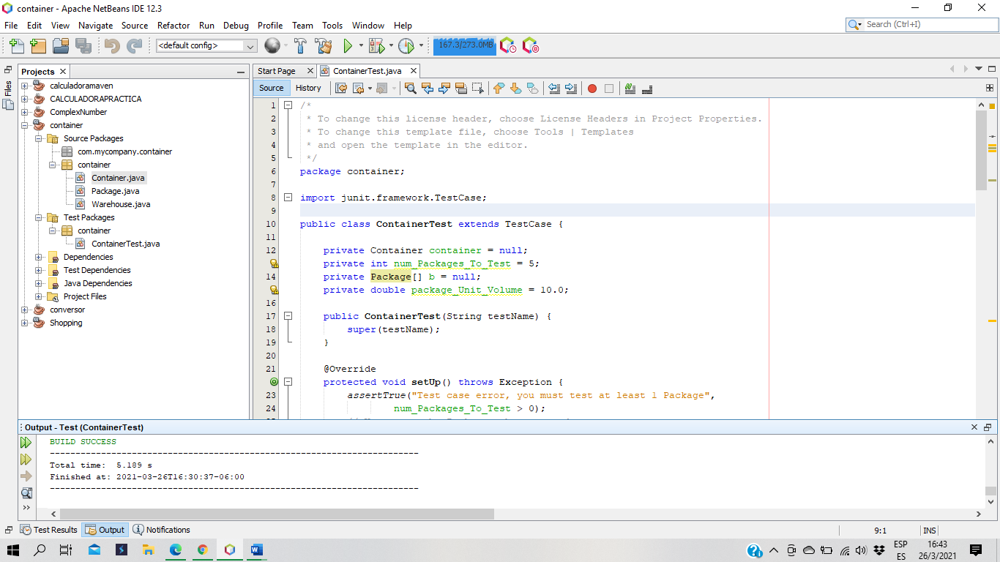 container - Apache NetBeans IDE 12.3
File Edit View Navigate Source Refactor Run Debug Profile Team Tools Window Help
Search (Ctrl+I)
<default config>
167.3/273.0MB
Files
Projects
calculadoramaven
CALCULADORAPRACTICA
ComplexNumber
container
Source Packages
com.mycompany.container
container
Container.java
Package.java
Warehouse.java
Test Packages
container
ContainerTest.java
Dependencies
Test Dependencies
Java Dependencies
Project Files
conversor
Shopping
Start Page
ContainerTest.java
Source History
1 /*
2 * To change this license header, choose License Headers in Project Properties.
3 * To change this template file, choose Tools | Templates
4 * and open the template in the editor.
5 */
6 package container;
7
8 import junit.framework.TestCase;
9
10 public class ContainerTest extends TestCase {
11
12 private Container container = null;
private int num_Packages_To_Test = 5;
14 private Package[] b = null;
private double package_Unit_Volume = 10.0;
16
17 public ContainerTest(String testName) {
18 super(testName);
19 }
20
21 @Override
protected void setUp() throws Exception {
23 assertTrue("Test case error, you must test at least 1 Package",
24 num_Packages_To_Test > 0);
Output - Test (ContainerTest)
BUILD SUCCESS
------------------------------------------------------------------------
Total time: 5.189 s
Finished at: 2021-03-26T16:30:37-06:00
------------------------------------------------------------------------
Test Results Output Notifications
9:1 INS
ESP
ES
16:43
26/3/2021